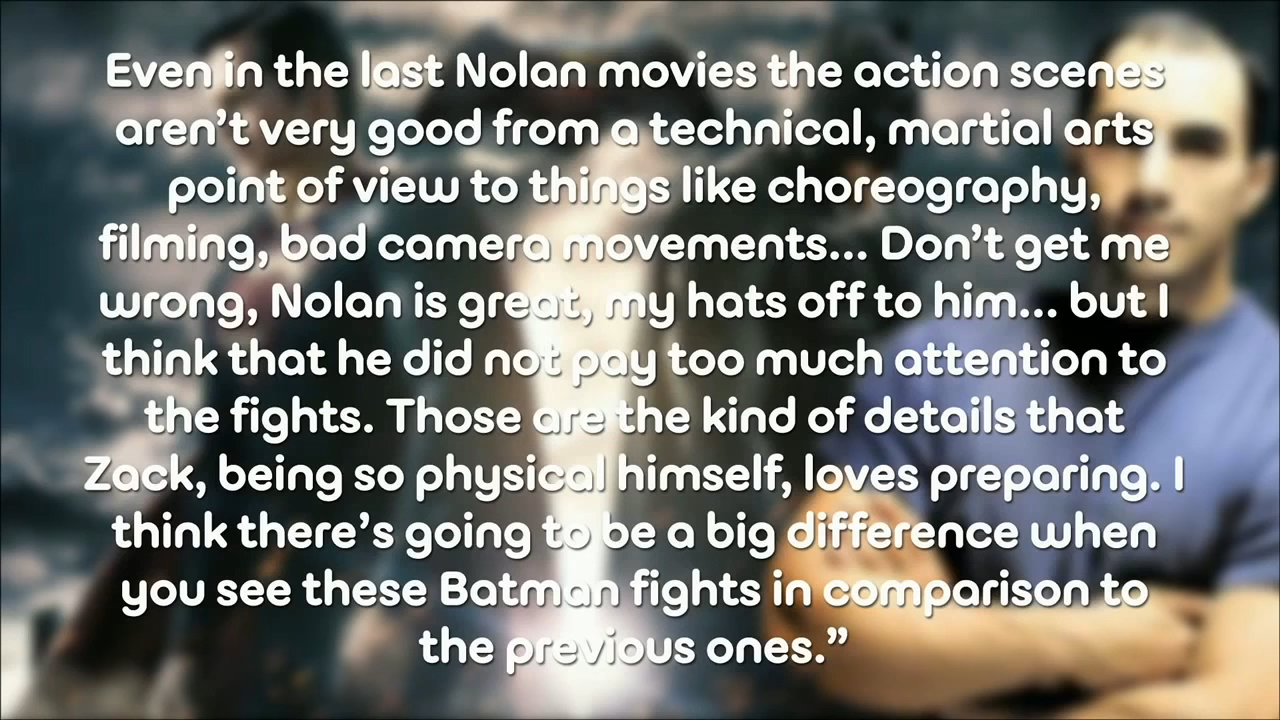 Even in the last Nolan movies the action scenes
aren’t very good from a technical, martial arts
point of view to things like choreography,
filming, bad camera movements... Don’t get me
wrong, Nolan is great, my hats off to him... but I
think that he did not pay too much attention to
the fights. Those are the kind of details that
Zack, being so physical himself, loves preparing. I
think there’s going to be a big difference when
you see these Batman fights in comparison to
the previous ones.”